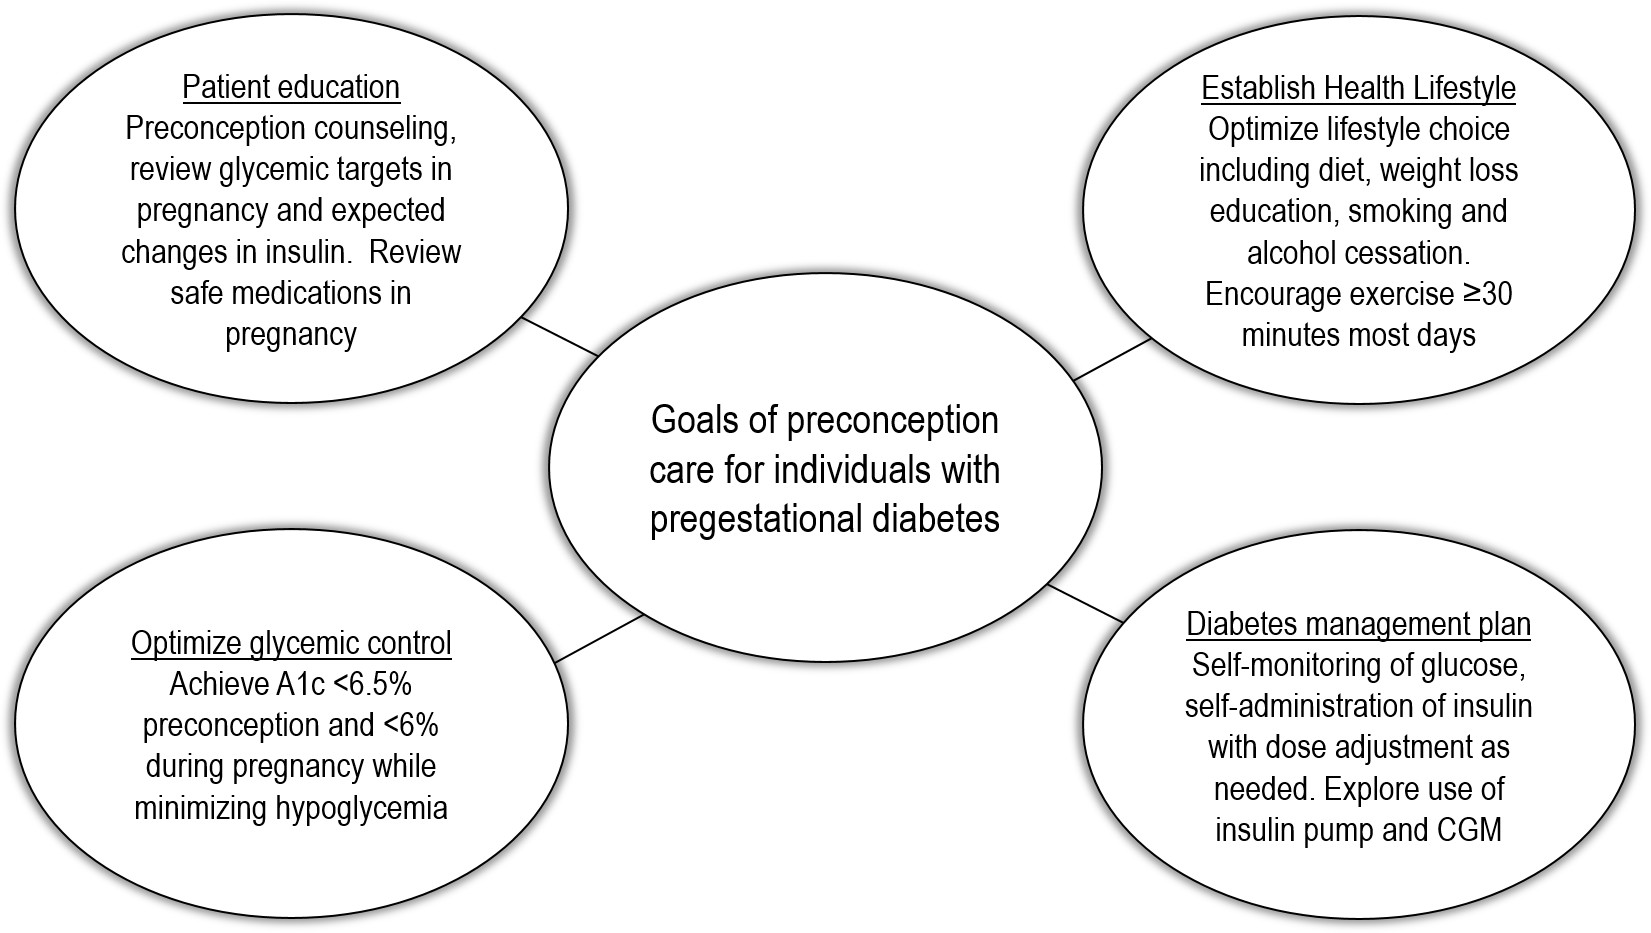 Patient education
Preconception counseling,
review glycemic targets in
pregnancy and expected
changes in insulin.  Review
safe medications in
pregnancy
Establish Health Lifestyle
Optimize lifestyle choice
including diet, weight loss
education, smoking and
alcohol cessation.
Encourage exercise ≥30
minutes most days
Goals of preconception
care for individuals with
pregestational diabetes
Optimize glycemic control
Achieve A1c <6.5%
preconception and <6%
during pregnancy while
minimizing hypoglycemia
Diabetes management plan
Self-monitoring of glucose,
self-administration of insulin
with dose adjustment as
needed. Explore use of
insulin pump and CGM